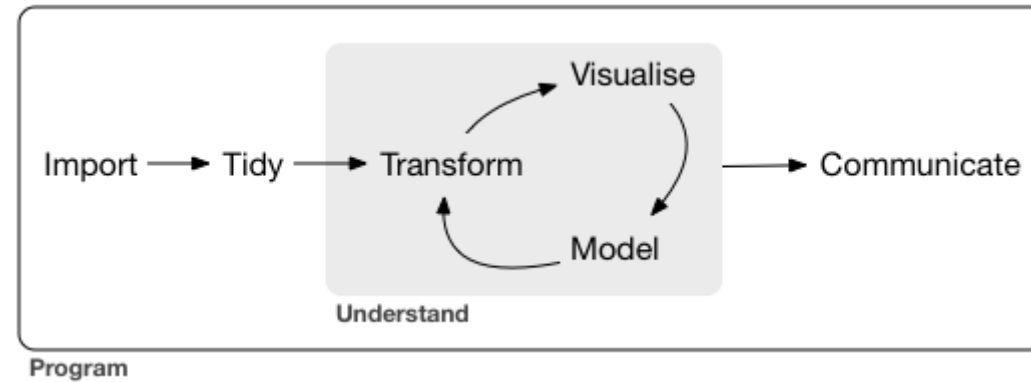 Visualise
Import
Tidy
Transform
Communicate
Model
Understand
Program